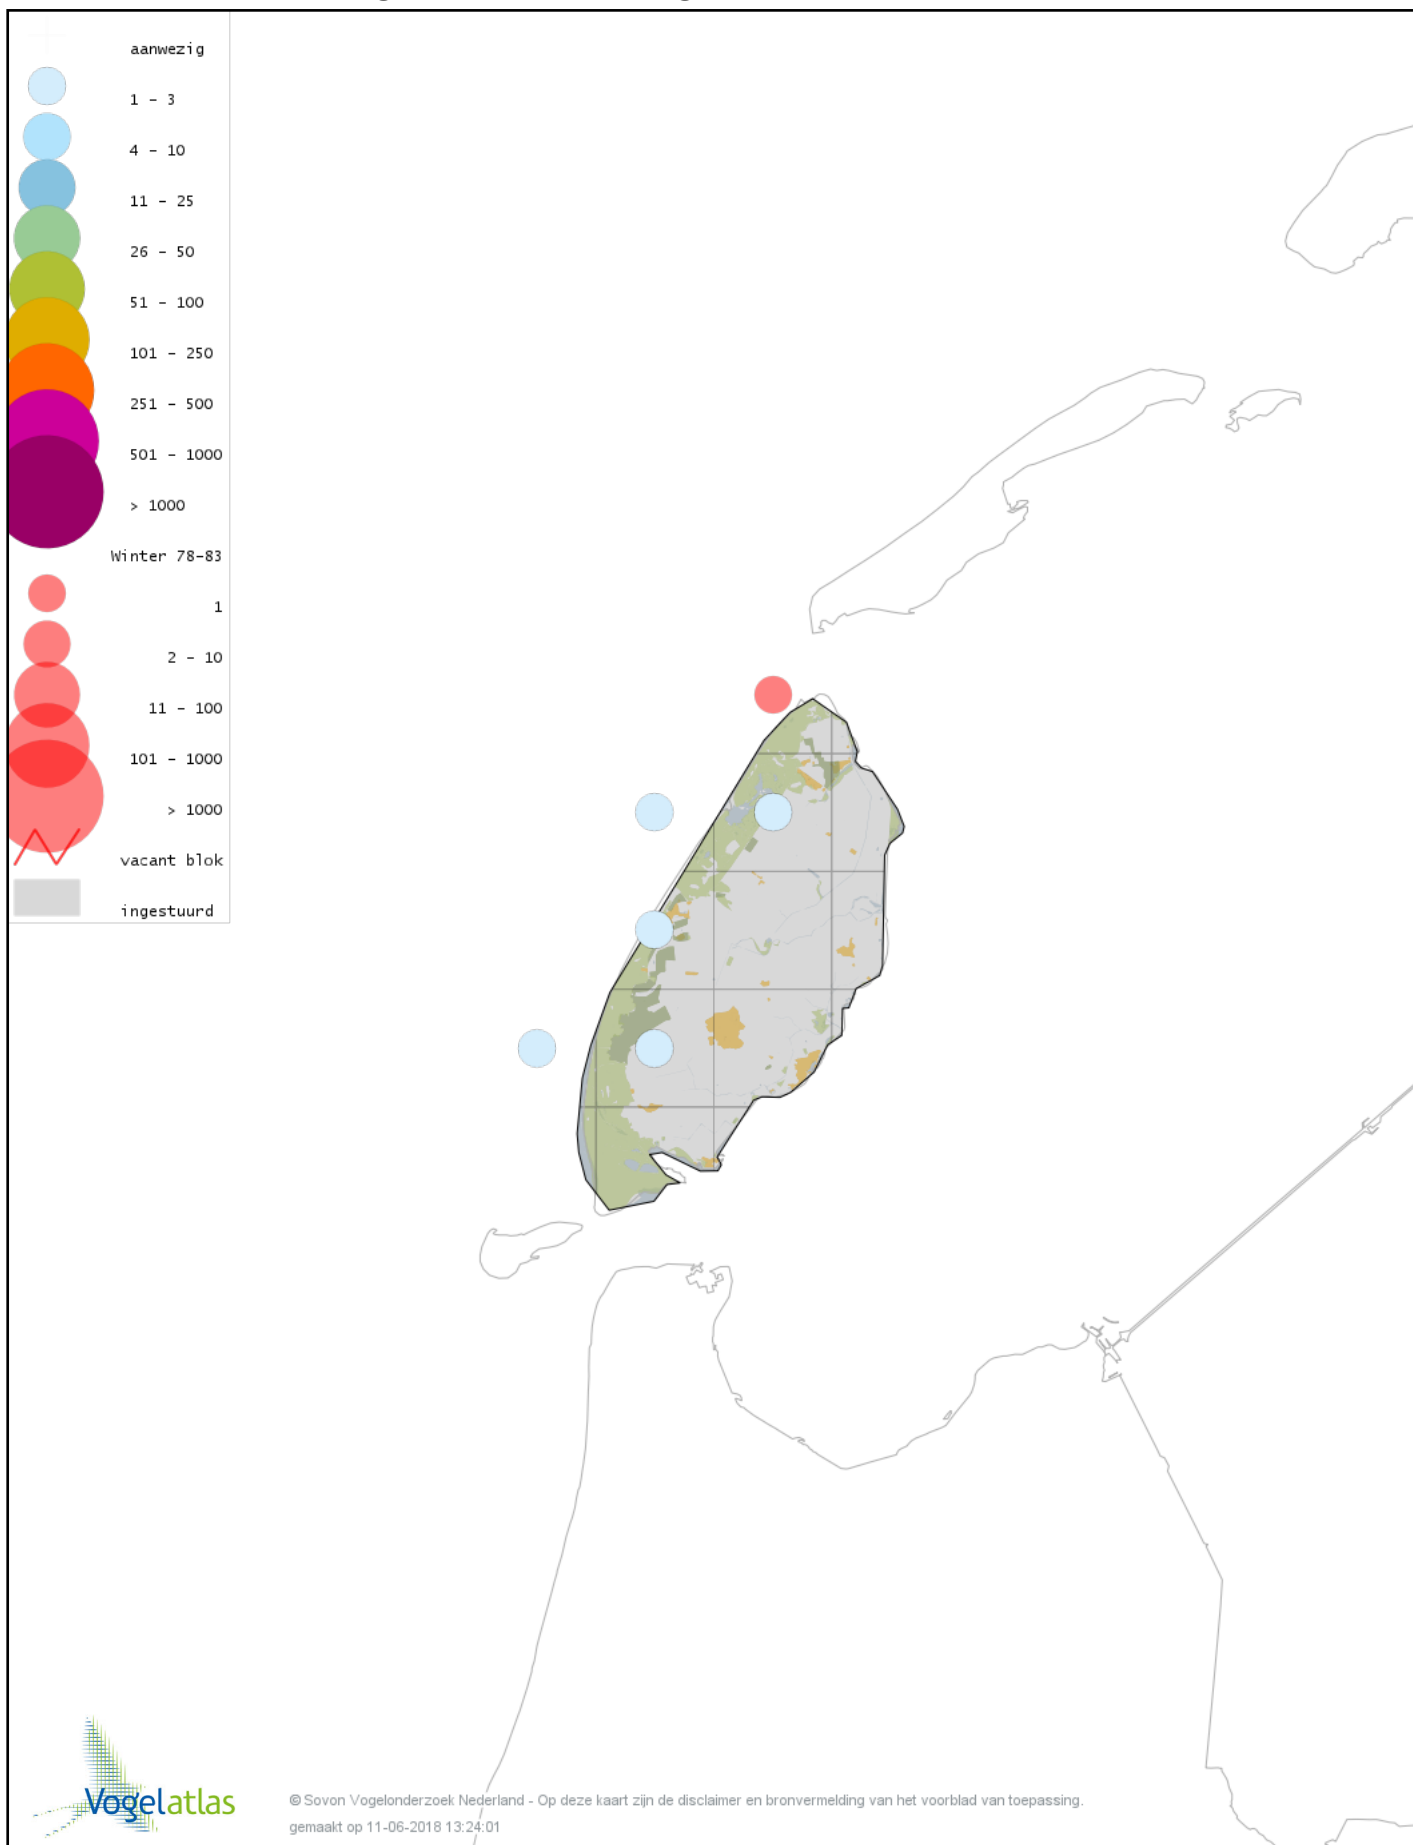 aanwezig
1 - 3
4 - 10
11 - 25
26 - 50
51 - 100
101 - 250
251 - 500
501 - 1000
> 1000
Winter 78-83
1
2 - 10
11 - 100
101 - 1000
> 1000
vacant blok
ingestuurd
Vogelatlas
© Sovon Vogelonderzoek Nederland - Op deze kaart zijn de disclaimer en bronvermelding van het voorblad van toepassing.
gemaakt op 11-06-2018 13:24:01